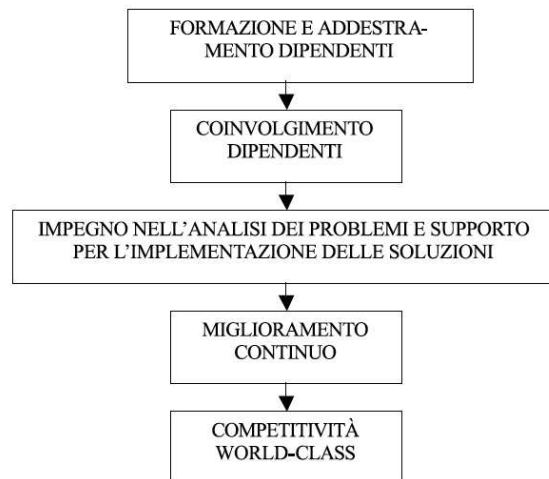 FORMAZIONE E ADDESTRA-
MENTO DIPENDENTI
COINVOLGIMENTO
DIPENDENTI
IMPEGNO NELL'ANALISI DEI PROBLEMI E SUPPORTO
PER L'IMPLEMENTAZIONE DELLE SOLUZIONI
MIGLIORAMENTO
CONTINUO
COMPETITIVITÀ
WORLD-CLASS